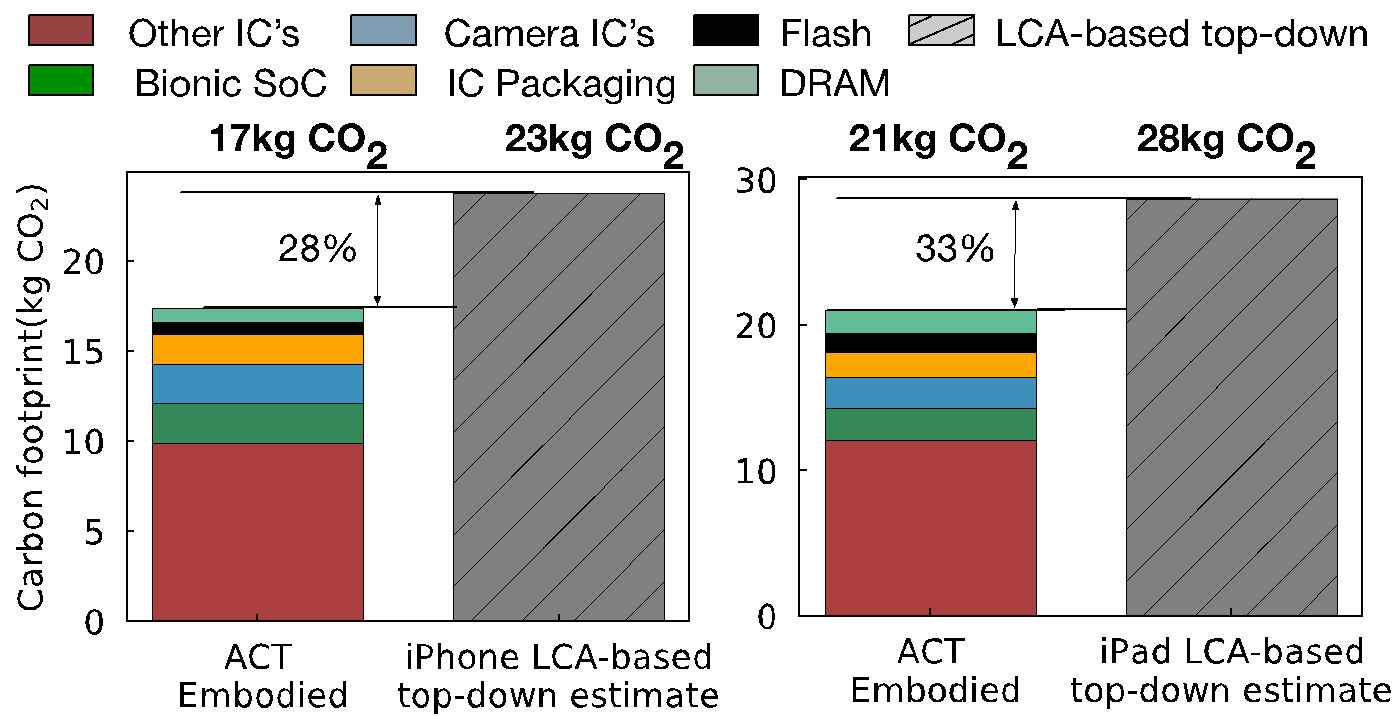 Other IC's Camera IC's Flash LCA-based top-down
Bionic SoC IC Packaging DRAM
17kg CO₂ 23kg CO₂ 21kg CO₂ 28kg CO₂
Carbon footprint(kg CO₂)
20
15
10
5
0
28%
ACT
Embodied
iPhone LCA-based
top-down estimate
30
20
10
0
33%
ACT
Embodied
iPad LCA-based
top-down estimate